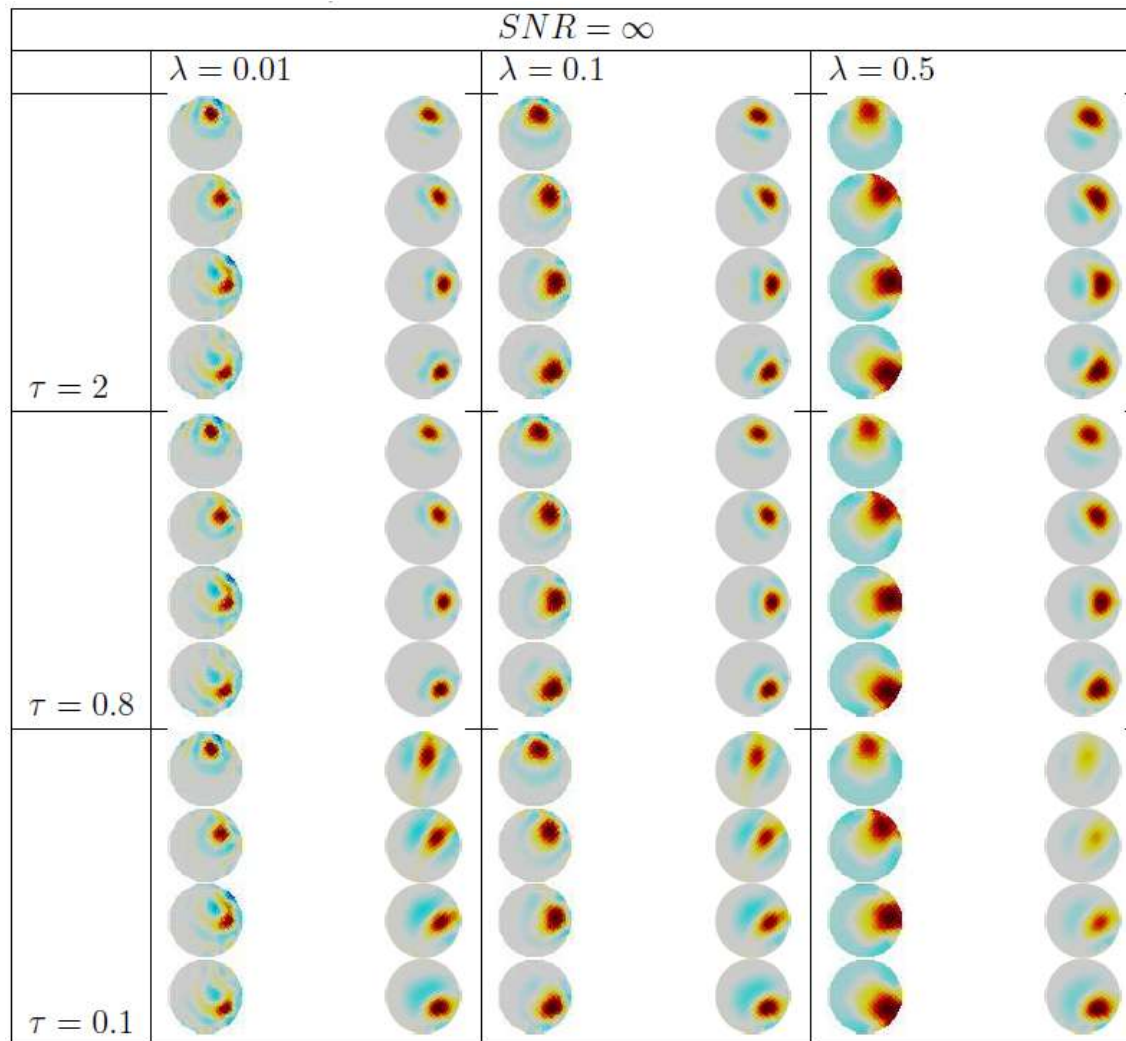 SNR = ∞
λ = 0.01 λ = 0.1 λ = 0.5
τ = 2
τ = 0.8
τ = 0.1